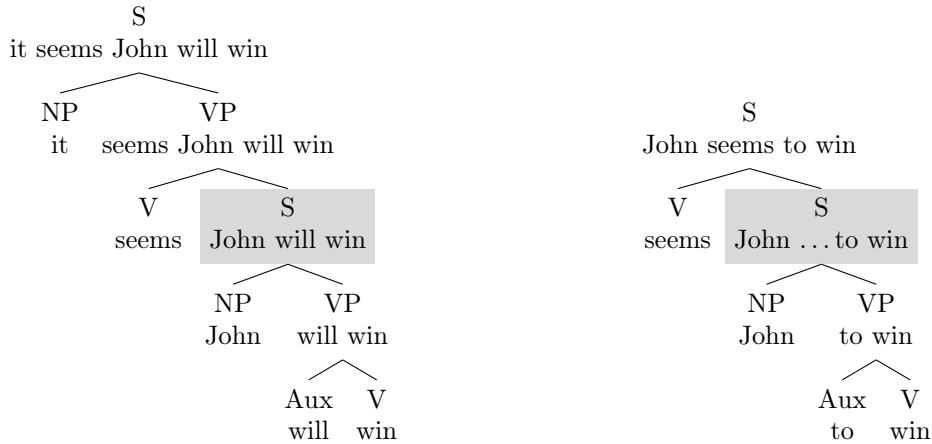 S
it seems John will win
NP VP
it seems John will win
V S
seems John will win
NP VP
John will win
Aux V
will win
S
John seems to win
V S
seems John ... to win
NP VP
John to win
Aux V
to win